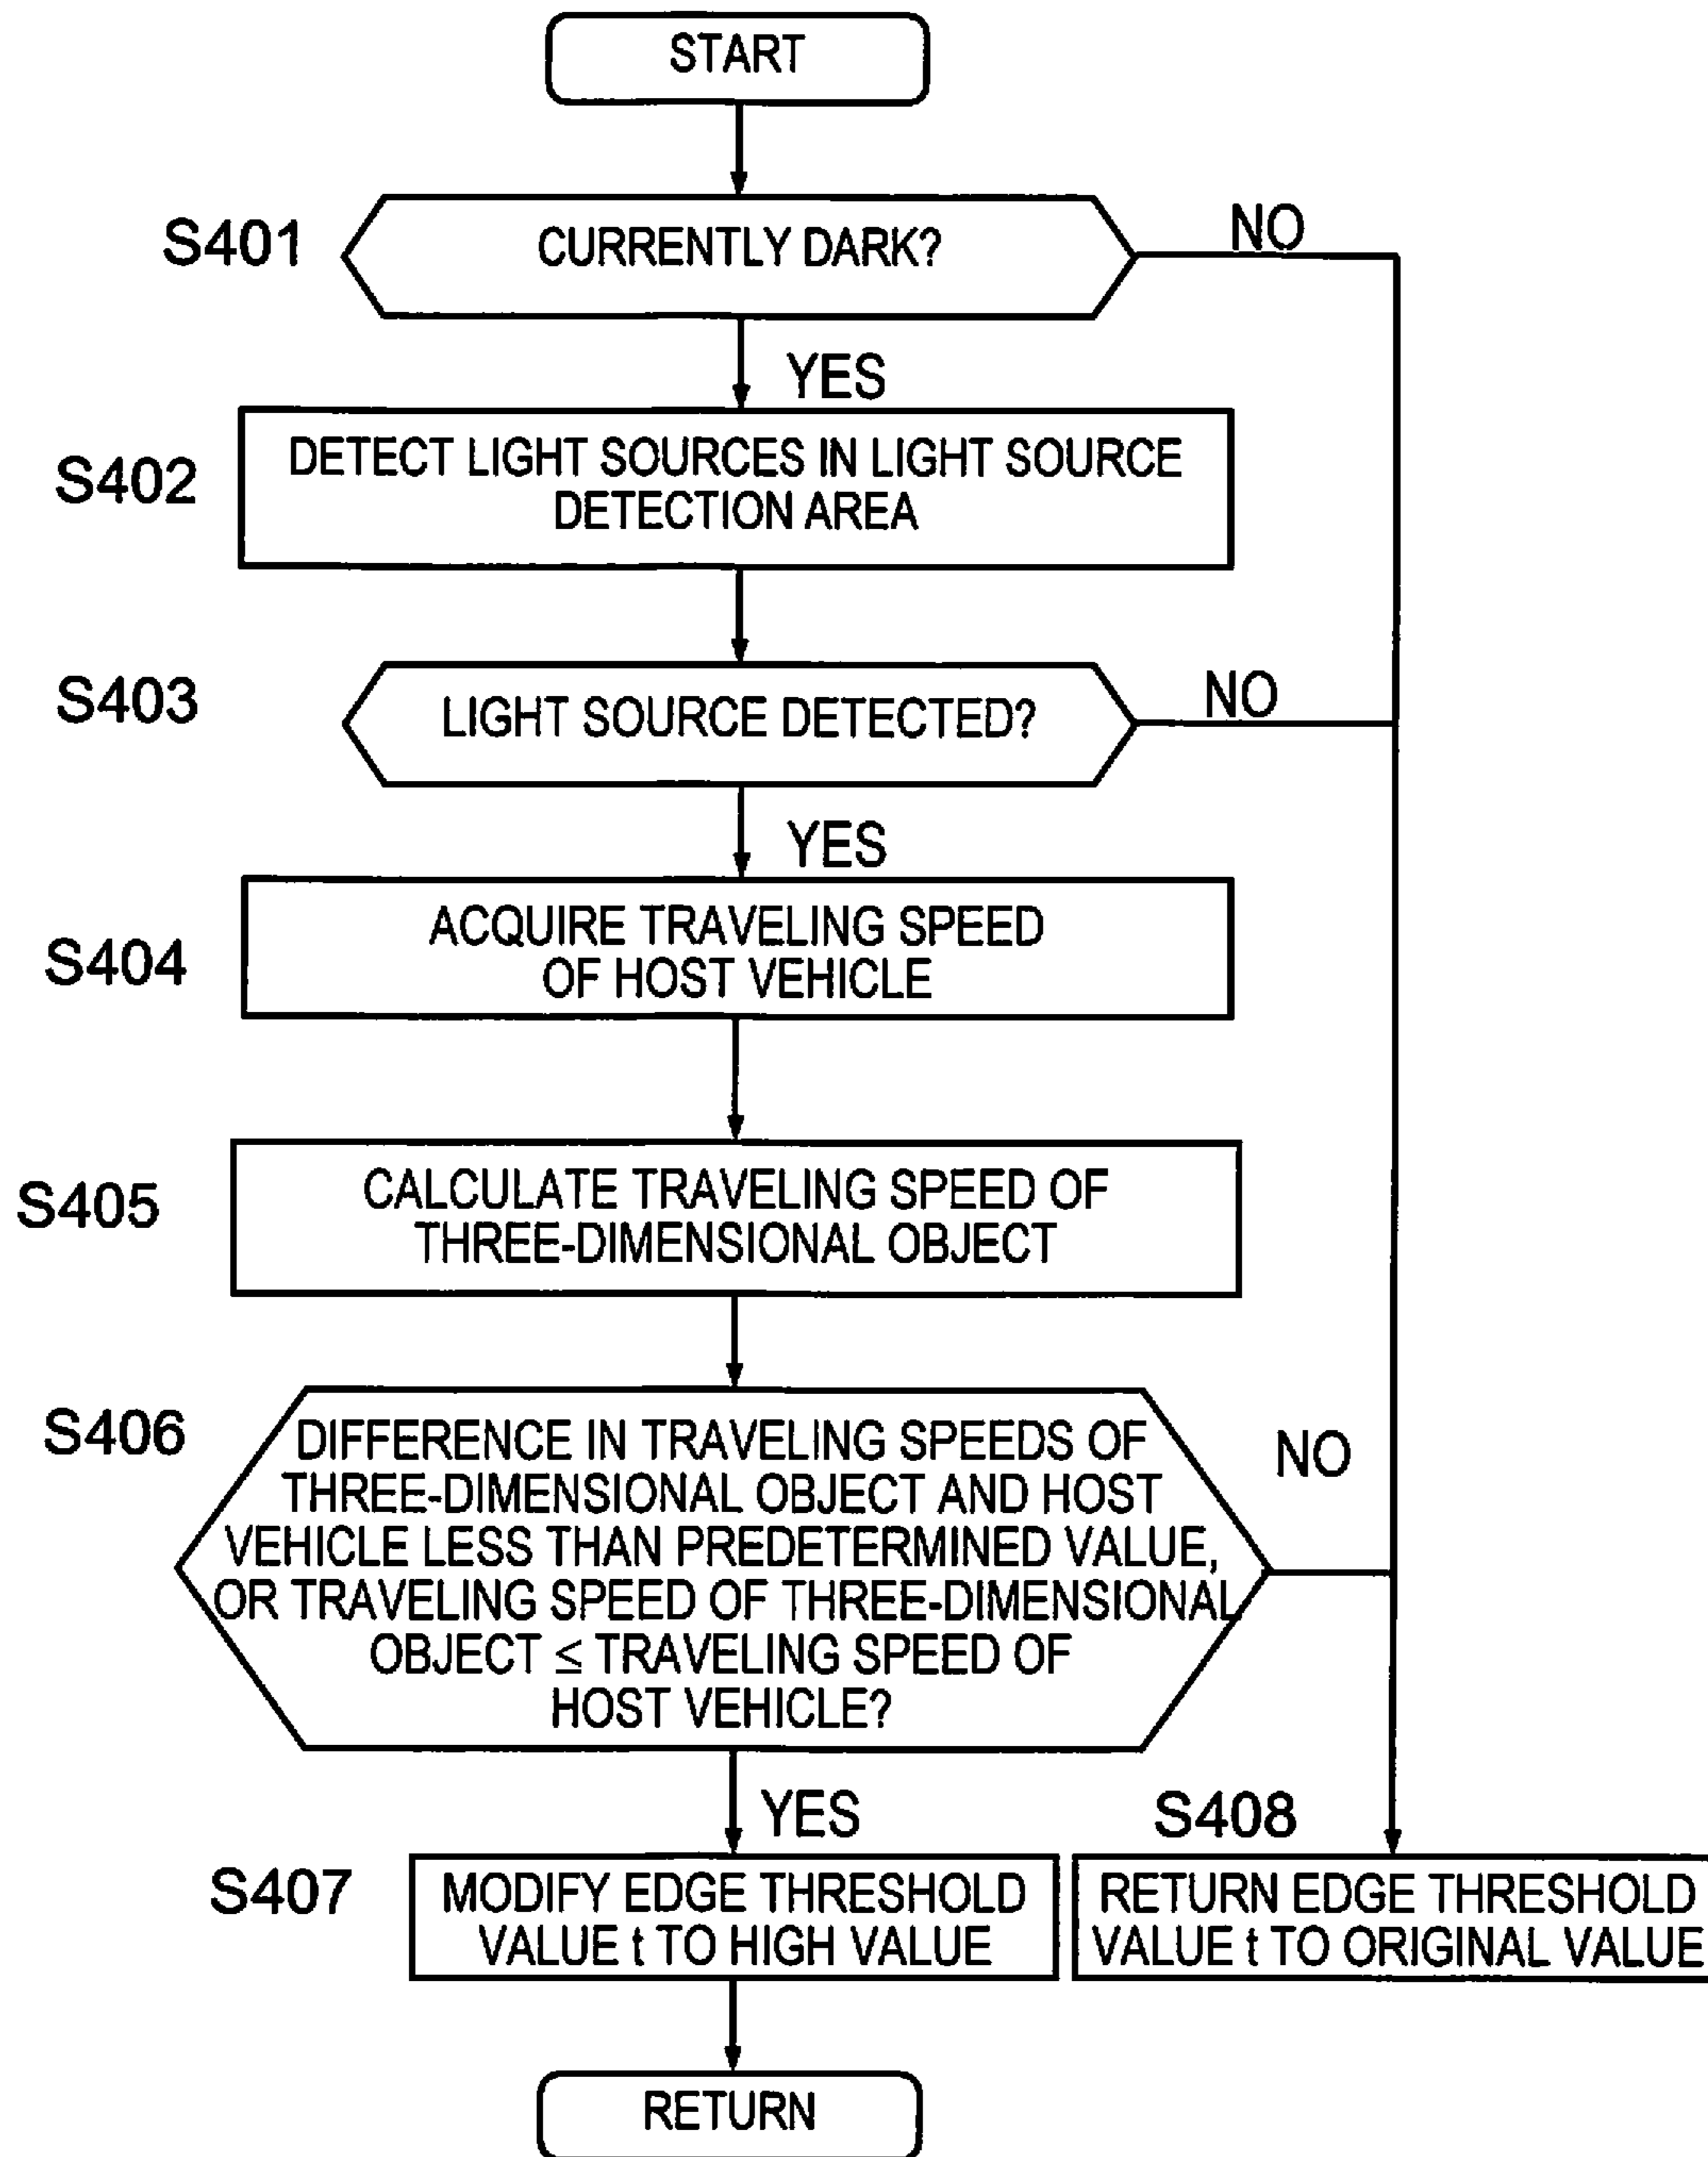 START
S401
CURRENTLY DARK?
NO
YES
S402
DETECT LIGHT SOURCES IN LIGHT SOURCE
DETECTION AREA
S403
LIGHT SOURCE DETECTED?
NO
YES
S404
ACQUIRE TRAVELING SPEED
OF HOST VEHICLE
S405
CALCULATE TRAVELING SPEED OF
THREE-DIMENSIONAL OBJECT
S406
DIFFERENCE IN TRAVELING SPEEDS OF
THREE-DIMENSIONAL OBJECT AND HOST
VEHICLE LESS THAN PREDETERMINED VALUE,
OR TRAVELING SPEED OF THREE-DIMENSIONAL
OBJECT ≤ TRAVELING SPEED OF
HOST VEHICLE?
NO
YES
S407
MODIFY EDGE THRESHOLD
VALUE t TO HIGH VALUE
S408
RETURN EDGE THRESHOLD
VALUE t TO ORIGINAL VALUE
RETURN